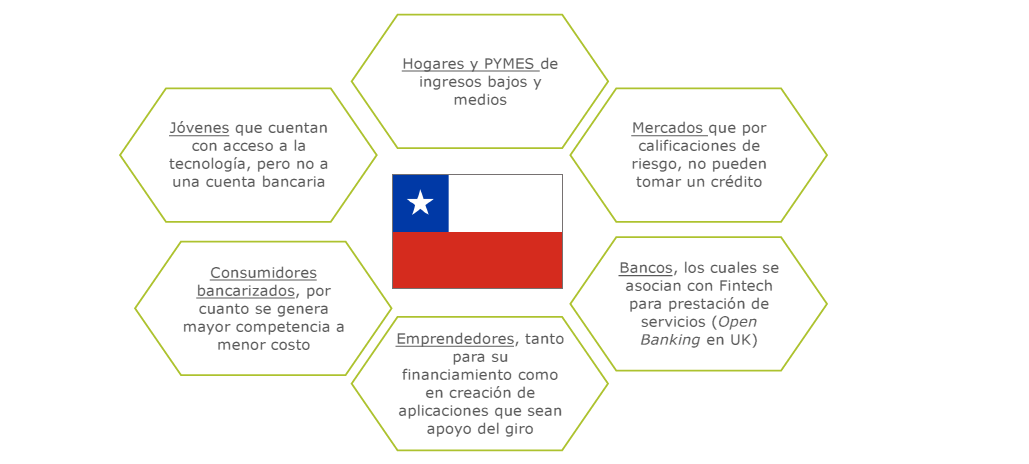 Hogares y PYMES de
ingresos bajos y
medios
Jóvenes que cuentan
con acceso a la
tecnología, pero no a
una cuenta bancaria
Mercados que por
calificaciones de
riesgo, no pueden
tomar un crédito
Consumidores
bancarizados, por
cuanto se genera
mayor competencia a
menor costo
Bancos, los cuales se
asocian con Fintech
para prestación de
servicios (Open
Banking en UK)
Emprendedores, tanto
para su
financiamiento como
en creación de
aplicaciones que sean
apoyo del giro